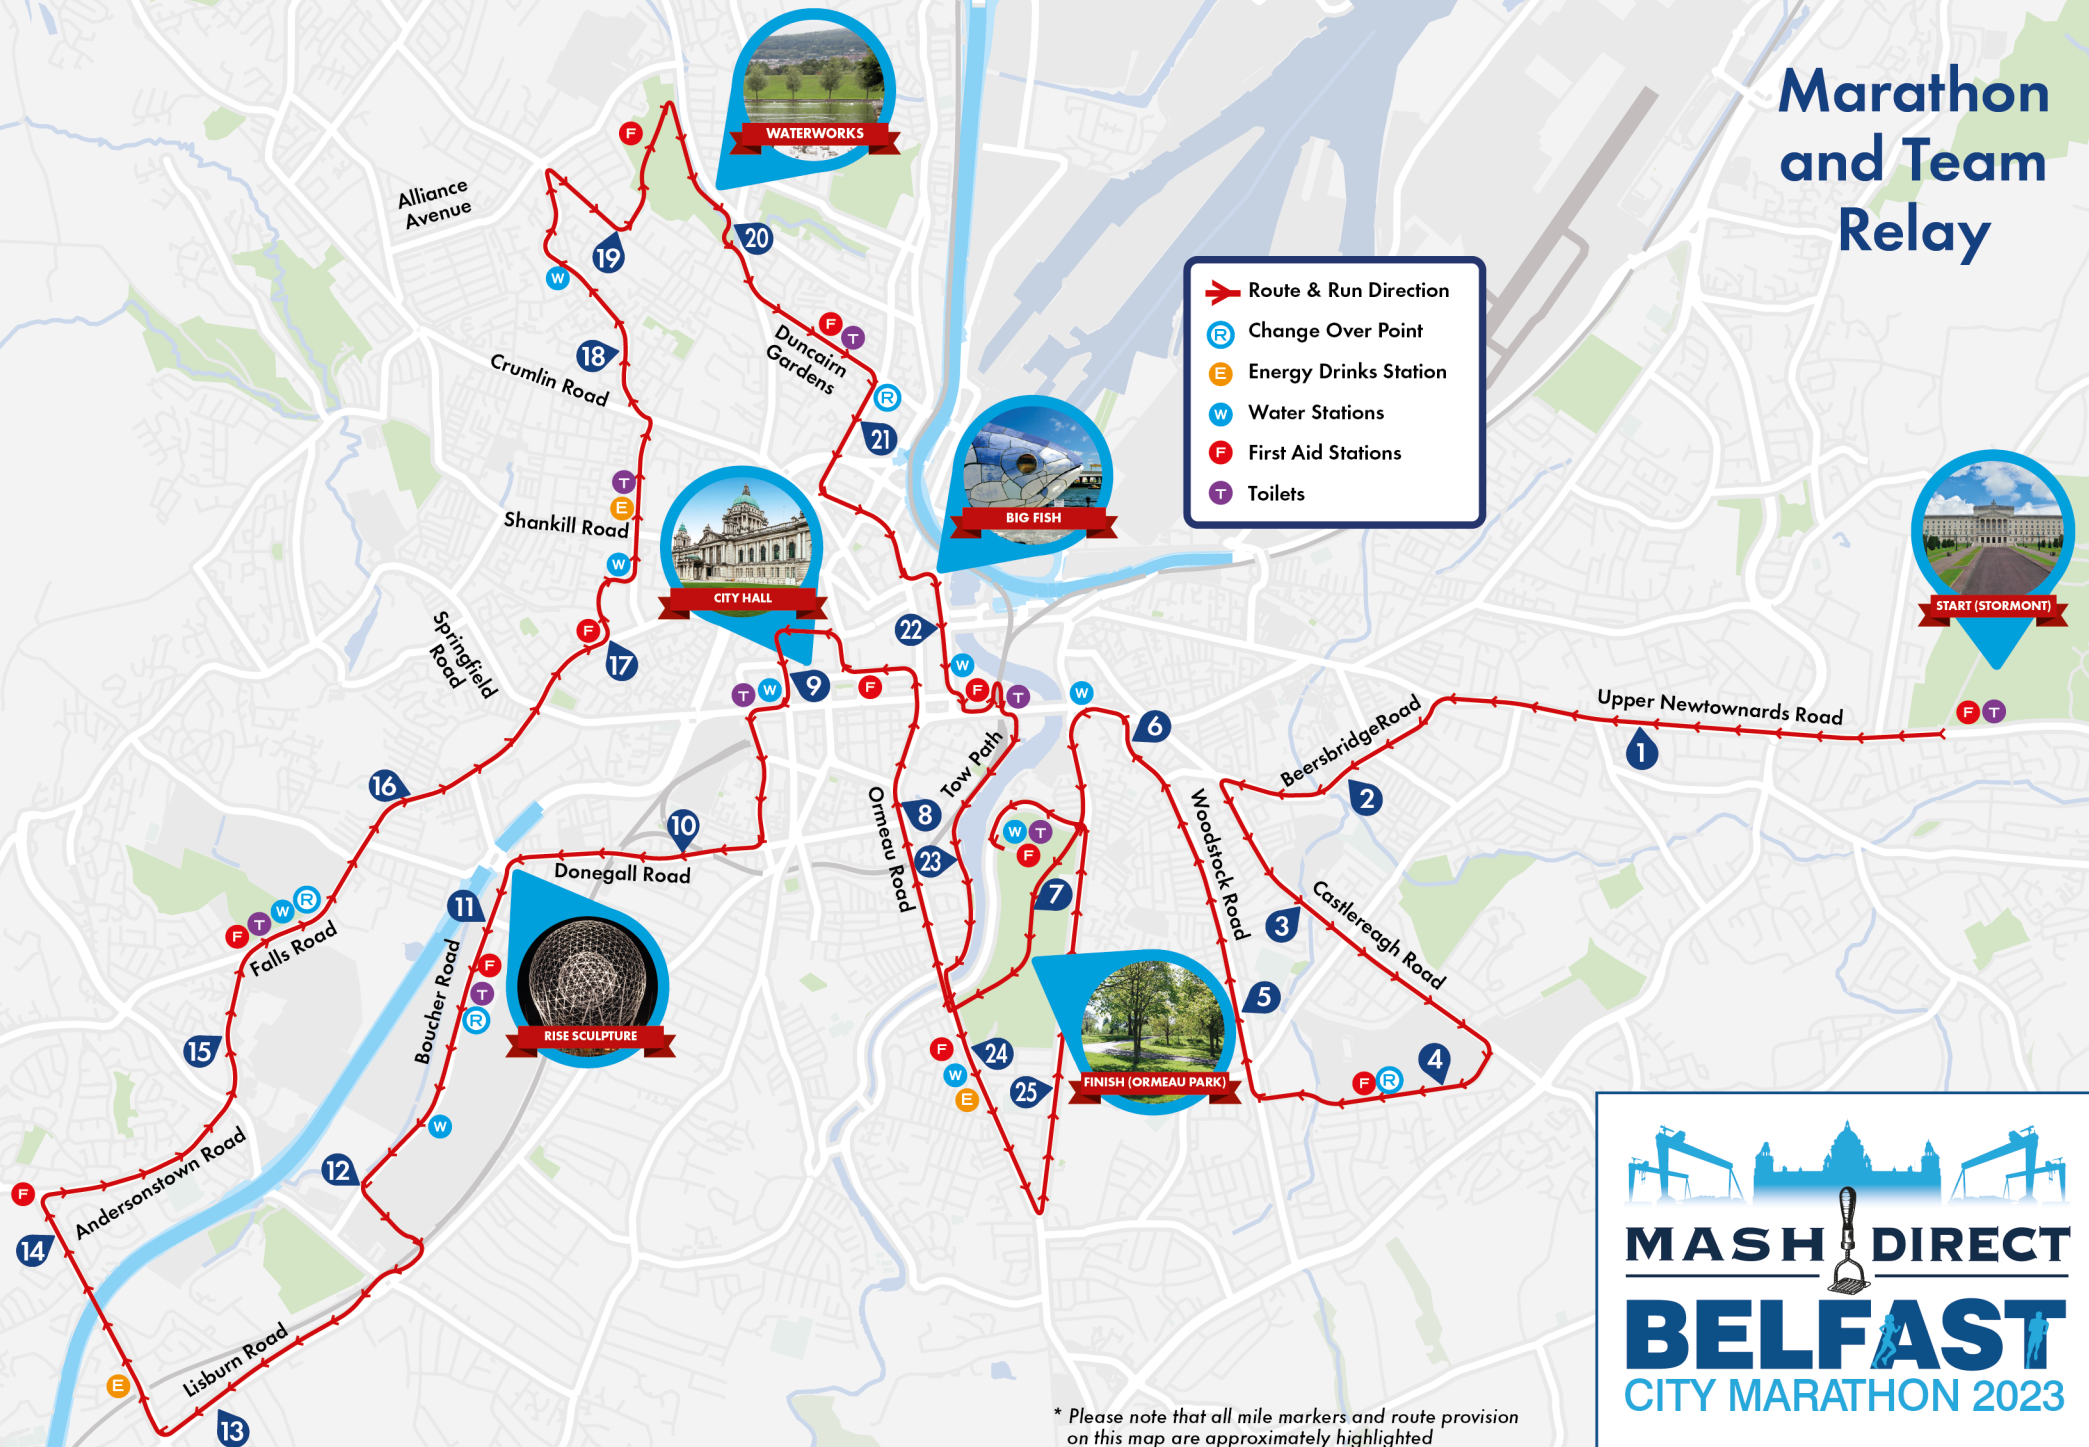 Marathon
and Team
Relay
WATERWORKS
Alliance
Avenue
F
20
19
W
Route & Run Direction
R Change Over Point
E Energy Drinks Station
W Water Stations
F First Aid Stations
T Toilets
F
T
Duncairn
Gardens
18
Crumlin Road
R
21
T
E
Shankill Road
W
BIG FISH
CITY HALL
START (STORMONT)
Springfield
Road
F
17
22
W
F
T
T
W
9
F
W
6
Upper Newtownards Road
F
T
1
Beersbridge Road
2
16
10
Ormeau Road
8
Tow Path
23
W
T
F
7
Woodstock Road
Castlereagh Road
3
Donegall Road
11
R
W
T
F
Falls Road
Boucher Road
F
T
R
RISE SCULPTURE
5
15
F
24
W
E
25
FINISH (ORMEAU PARK)
F
R
4
W
12
Andersonstown Road
F
14
E
Lisburn Road
13
MASH DIRECT
BELFAST
CITY MARATHON 2023
* Please note that all mile markers and route provision
on this map are approximately highlighted